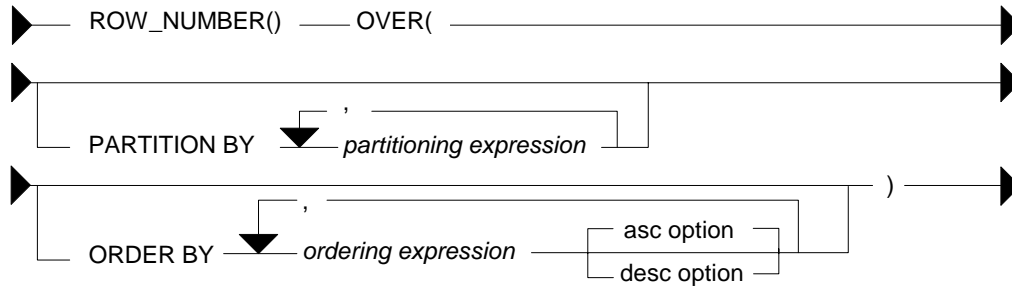 ROW_NUMBER() OVER(
,
PARTITION BY partitioning expression
)
,
asc option
ORDER BY ordering expression
desc option